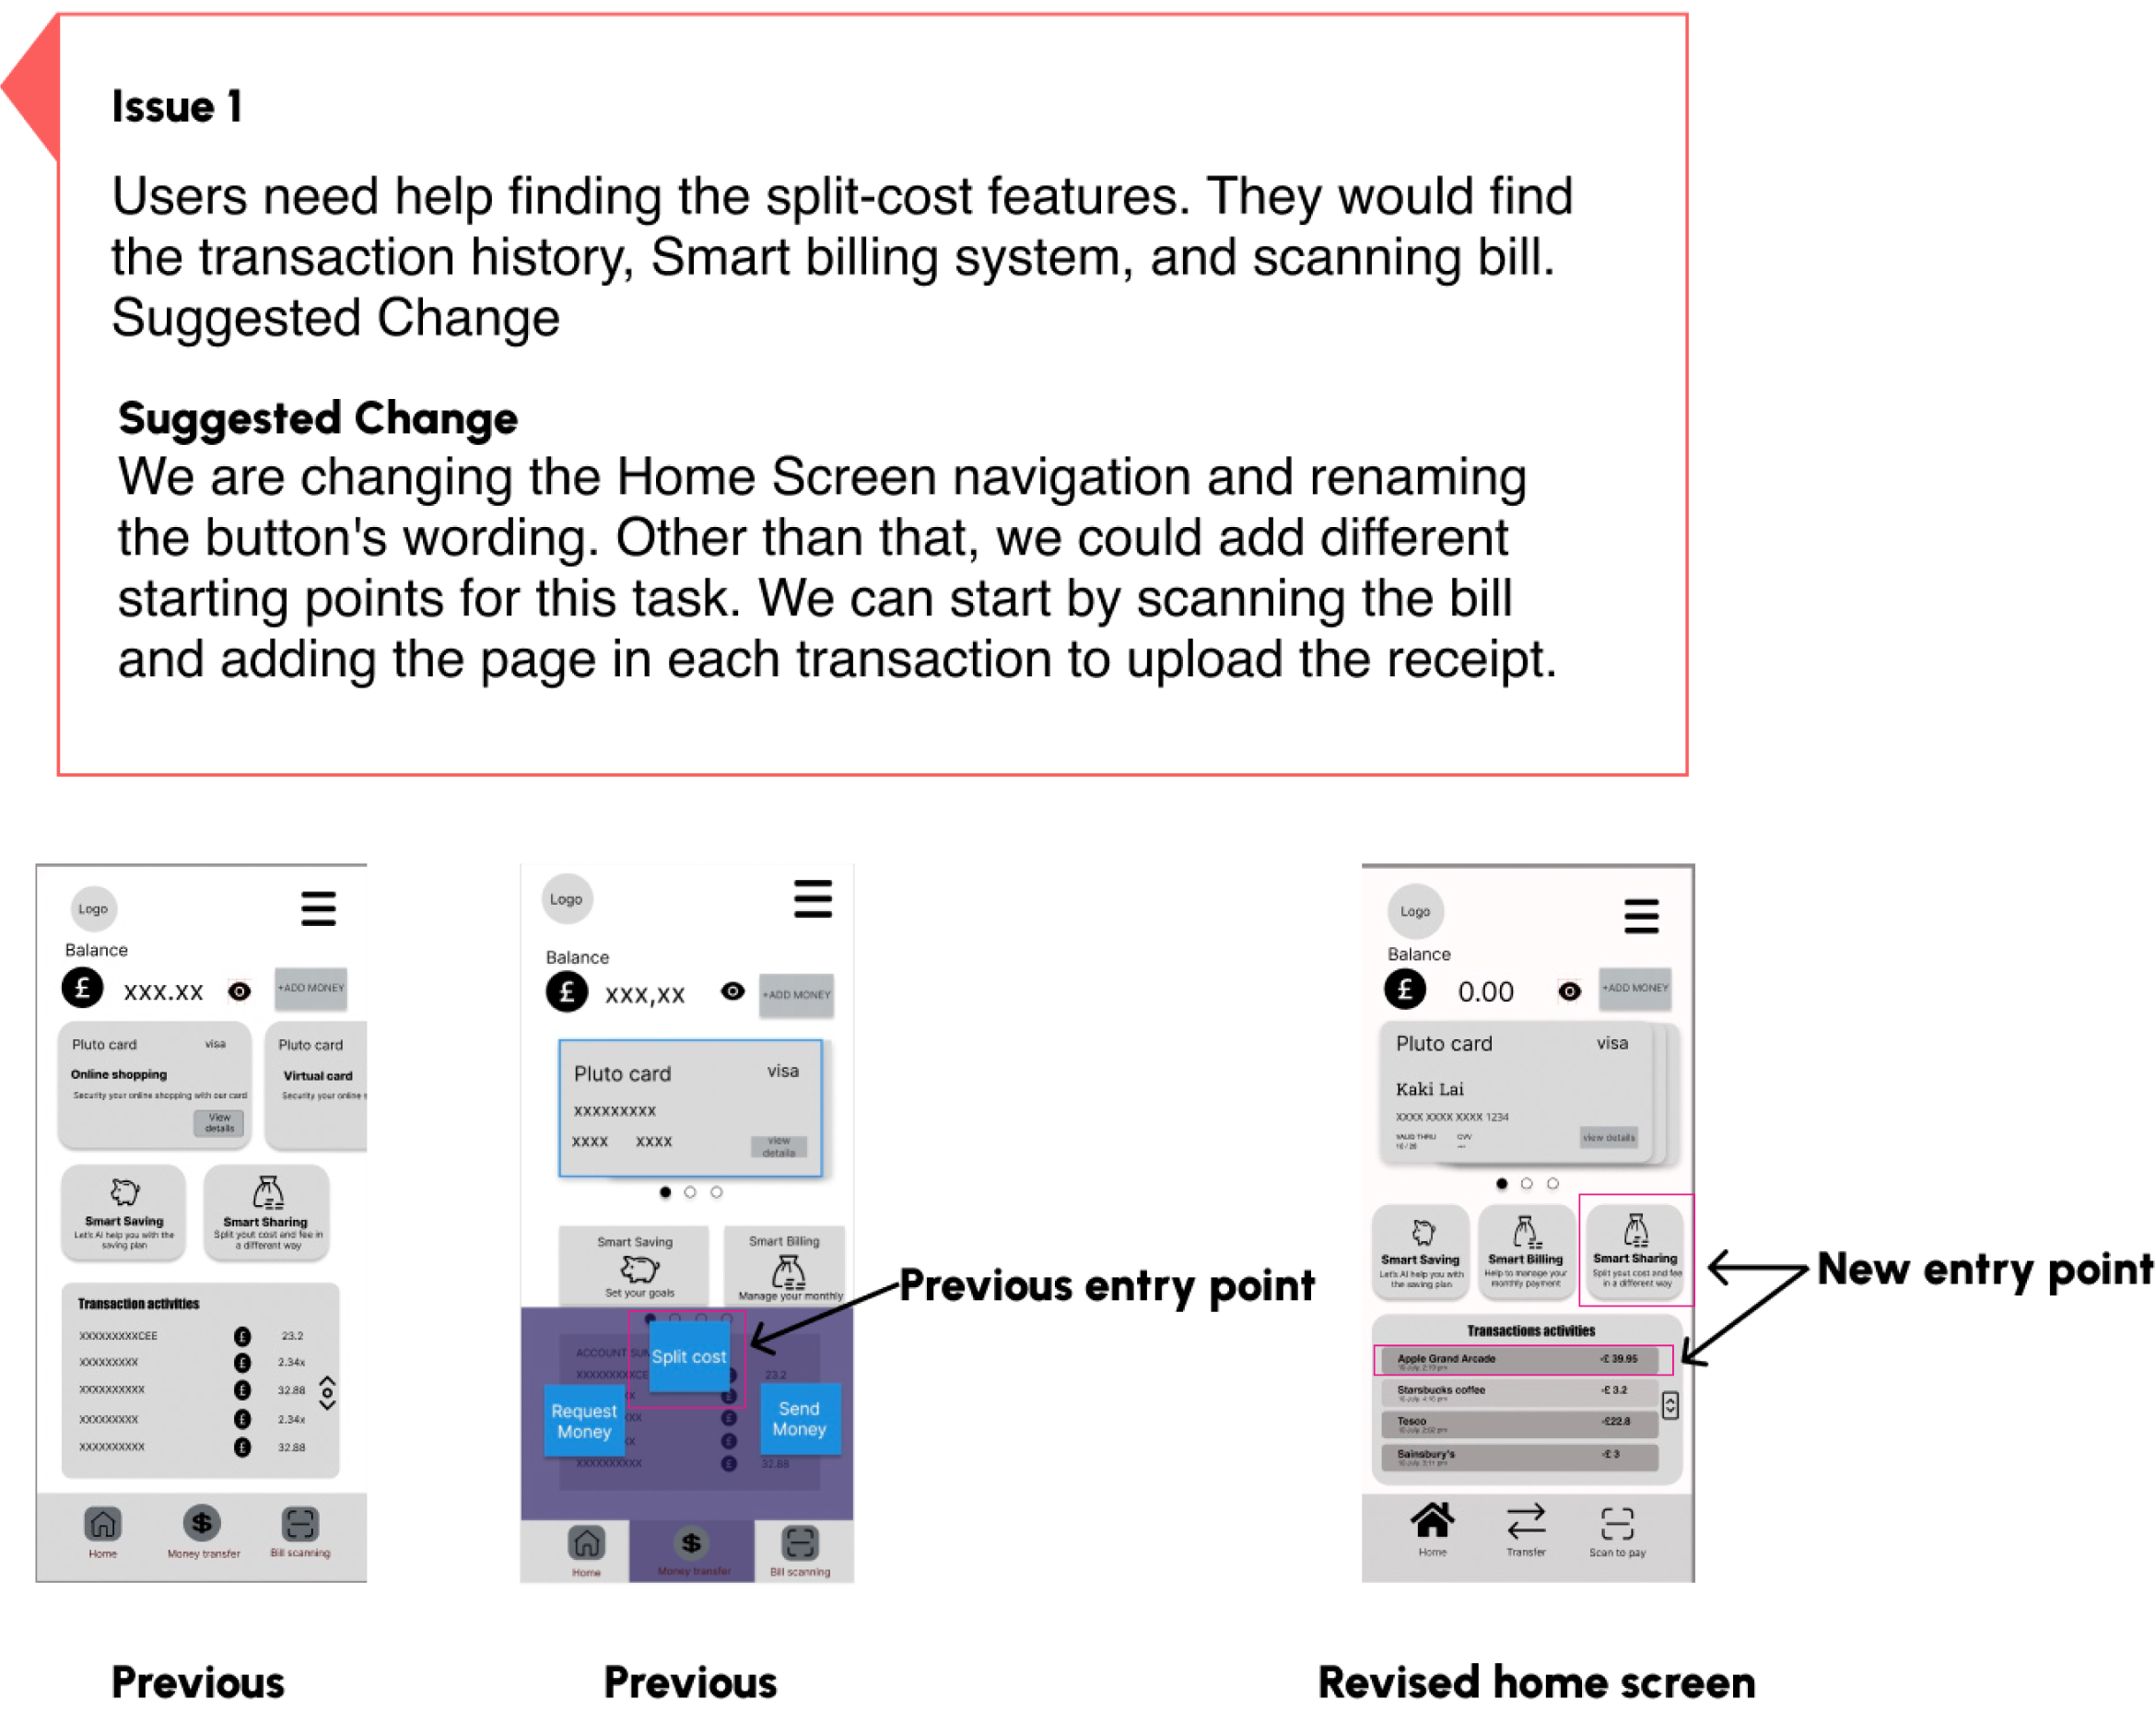 Issue 1
Users need help finding the split-cost features. They would find
the transaction history, Smart billing system, and scanning bill.
Suggested Change
Suggested Change
We are changing the Home Screen navigation and renaming
the button's wording. Other than that, we could add different
starting points for this task. We can start by scanning the bill
and adding the page in each transaction to upload the receipt.
Logo
Balance
£ xxx.xx +ADD MONEY
Pluto card visa
Online shopping
Security your online shopping with our card
View
details
Pluto card
Virtual card
Security your online s
Smart Saving
Let's AI help you with the
saving plan
Smart Sharing
Split yout cost and fee in
a different way
Transaction activities
XXXXXXXXXCEE £ 23.2
XXXXXXXXX £ 2.34x
XXXXXXXXXX £ 32.88
XXXXXXXXX £ 2.34x
XXXXXXXXXX £ 32.88
Home Money transfer Bill scanning
Previous
Logo
Balance
£ xxx,xx +ADD MONEY
Pluto card visa
xxxxxxxxx
xxxx xxxx
view
details
Smart Saving
Set your goals
Smart Billing
Manage your monthly
ACCOUNT SUM
Split cost
XXXXXXXXXCE 23.2
Request
Money
Send
Money
XXXXXXXXXX £ 32.88
Home Money transfer Bill scanning
Previous entry point
Previous
Logo
Balance
£ 0.00 +ADD MONEY
Pluto card visa
Kaki Lai
XXXX XXXX XXXX 1234
VALID THRU CVV
10 / 26
view details
Smart Saving
Let's AI help you with
the saving plan
Smart Billing
Help to manage your
monthly payment
Smart Sharing
Split yout cost and fee
in a different way
Transactions activities
Apple Grand Arcade -£ 39.95
Starsbucks coffee -£ 3.2
Tesco -£22.8
Sainsbury's -£ 3
Home Transfer Scan to pay
New entry point
Revised home screen